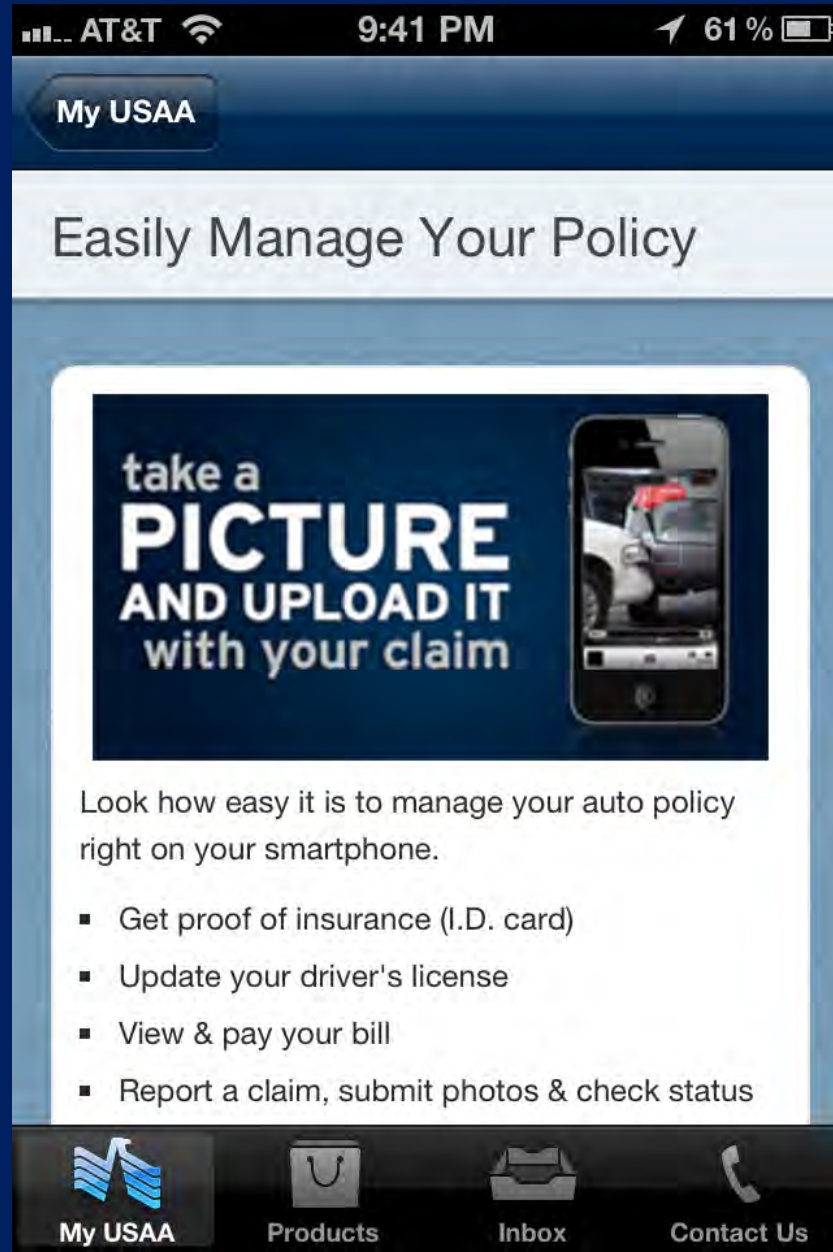 AT&T 9:41 PM 61%
My USAA
Easily Manage Your Policy
take a
PICTURE
AND UPLOAD IT
with your claim
Look how easy it is to manage your auto policy
right on your smartphone.
▪ Get proof of insurance (I.D. card)
▪ Update your driver's license
▪ View & pay your bill
▪ Report a claim, submit photos & check status
My USAA Products Inbox Contact Us